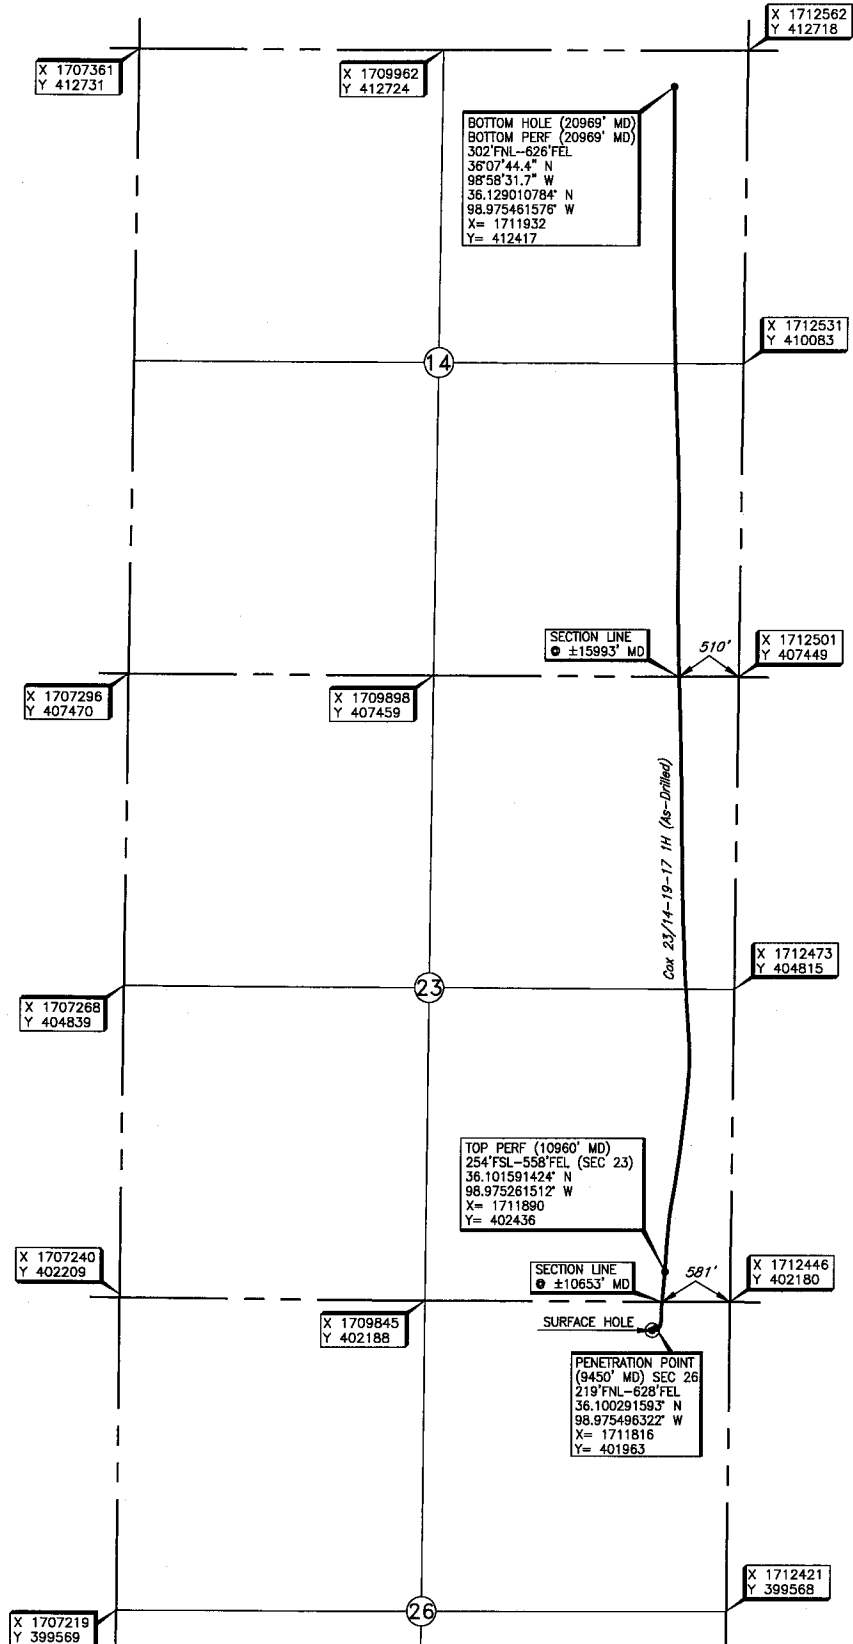 X 1712562
Y 412718
X 1707361
Y 412731
X 1709962
Y 412724
BOTTOM HOLE (20969' MD)
BOTTOM PERF (20969' MD)
302'FNL-626'FEL
36°07'44.4" N
98°58'31.7" W
36.129010784° N
98.975461576° W
X= 1711932
Y= 412417
X 1712531
Y 410083
14
SECTION LINE
@ ±15993' MD
510'
X 1712501
Y 407449
X 1707296
Y 407470
X 1709898
Y 407459
Cox 23/14-19-17 1H (As-Drilled)
X 1712473
Y 404815
23
X 1707268
Y 404839
TOP PERF (10960' MD)
254'FSL-558'FEL (SEC 23)
36.101591424° N
98.975261512° W
X= 1711890
Y= 402436
X 1707240
Y 402209
SECTION LINE
@ ±10653' MD
581'
X 1712446
Y 402180
X 1709845
Y 402188
SURFACE HOLE
PENETRATION POINT
(9450' MD) SEC 26
219'FNL-628'FEL
36.100291593° N
98.975496322° W
X= 1711816
Y= 401963
X 1712421
Y 399568
26
X 1707219
Y 399569